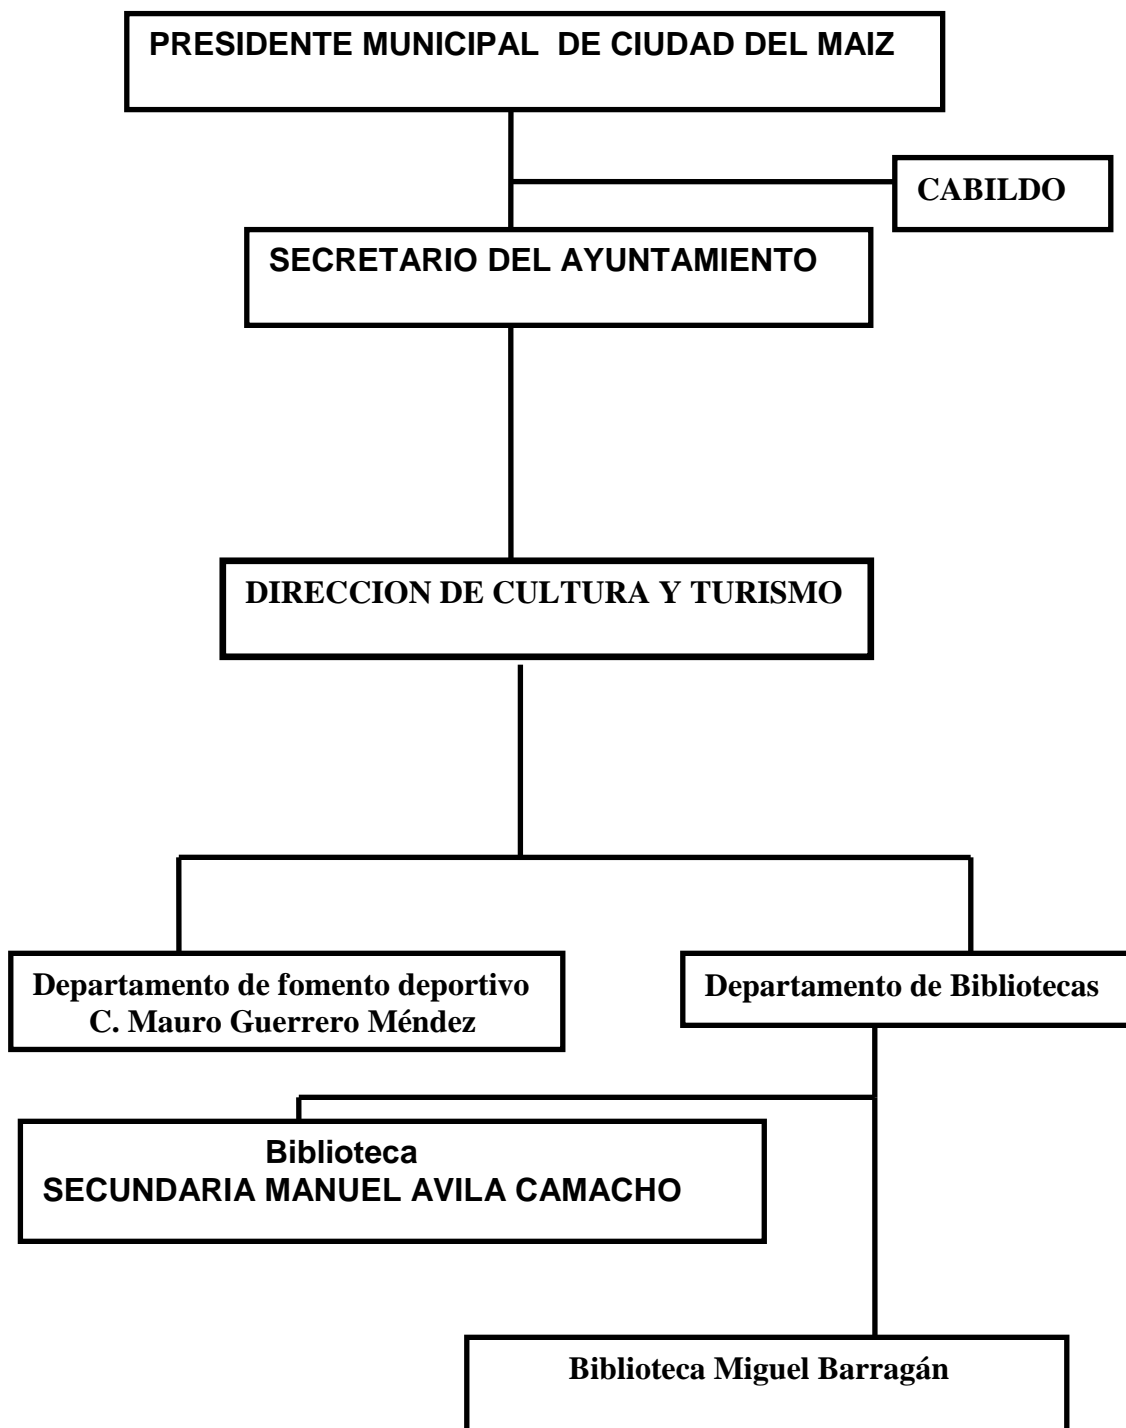 PRESIDENTE MUNICIPAL DE CIUDAD DEL MAIZ
CABILDO
SECRETARIO DEL AYUNTAMIENTO
DIRECCION DE CULTURA Y TURISMO
Departamento de fomento deportivo
C. Mauro Guerrero Méndez
Departamento de Bibliotecas
Biblioteca
SECUNDARIA MANUEL AVILA CAMACHO
Biblioteca Miguel Barragán